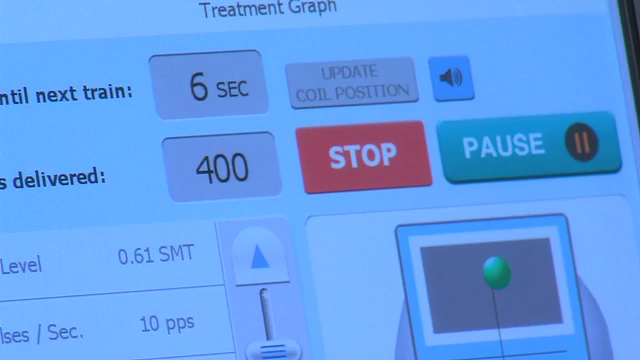 Treatment Graph
ntil next train: 6 SEC
UPDATE
COIL POSITION
s delivered: 400
STOP
PAUSE
Level 0.61 SMT
lses / Sec. 10 pps